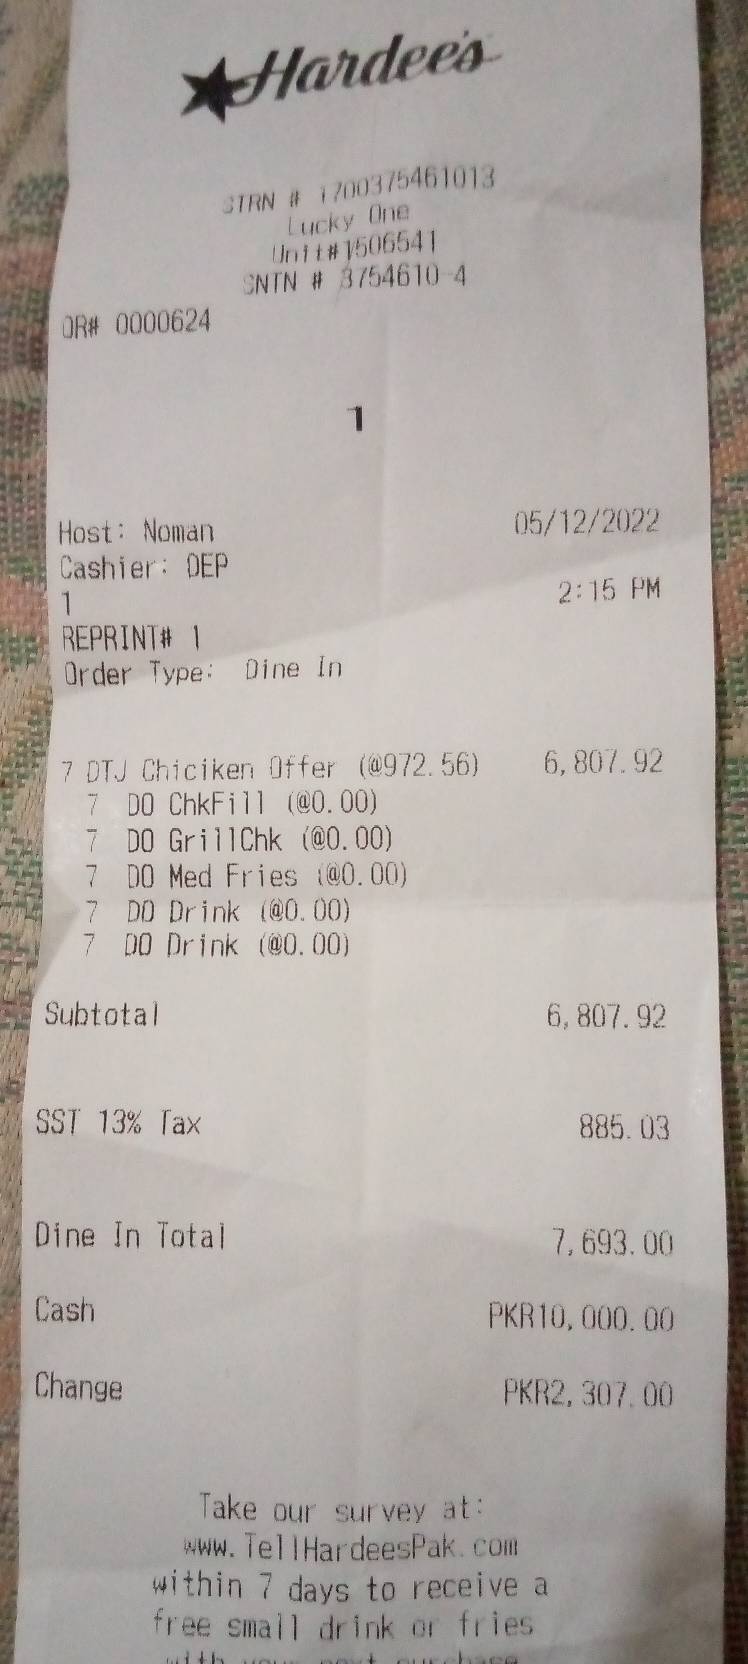 Hardee's
STRN # 1700375461013
Lucky One
Unit#1506541
SNTN # 3754610-4
OR# 0000624
1
Host: Noman 05/12/2022
Cashier: DEP
1 2:15 PM
REPRINT# 1
Order Type: Dine In
7 DTJ Chiciken Offer (@972.56) 6,807.92
7 DO ChkFill (@0.00)
7 DO GrillChk (@0.00)
7 DO Med Fries (@0.00)
7 DO Drink (@0.00)
7 DO Drink (@0.00)
Subtotal 6,807.92
SST 13% Tax 885.03
Dine In Total 7,693.00
Cash PKR10,000.00
Change PKR2,307.00
Take our survey at:
www.TellHardeesPak.com
within 7 days to receive a
free small drink or fries
with your next purchase